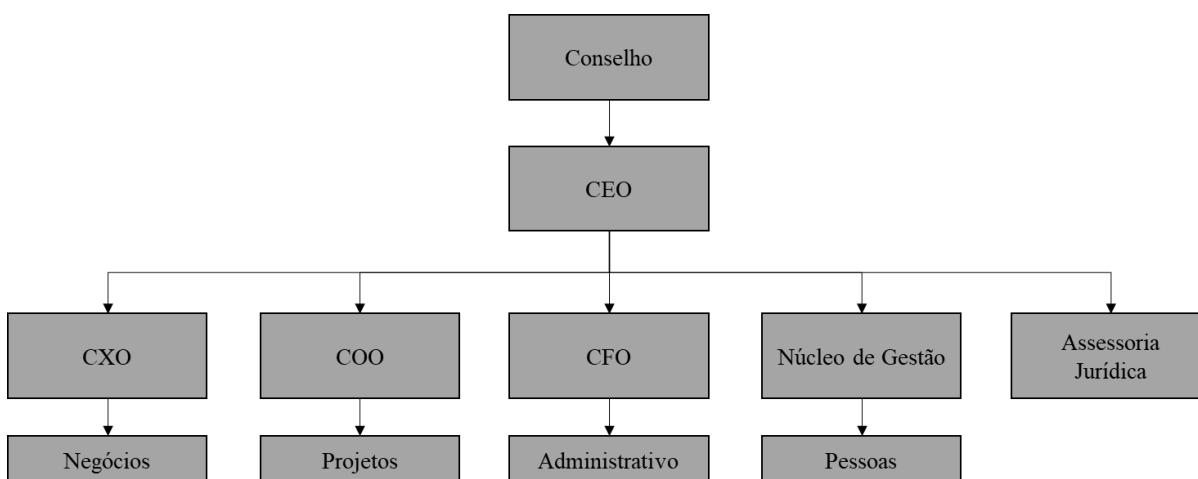 Conselho
CEO
CXO
COO
CFO
Núcleo de Gestão
Assessoria
Jurídica
Negócios
Projetos
Administrativo
Pessoas